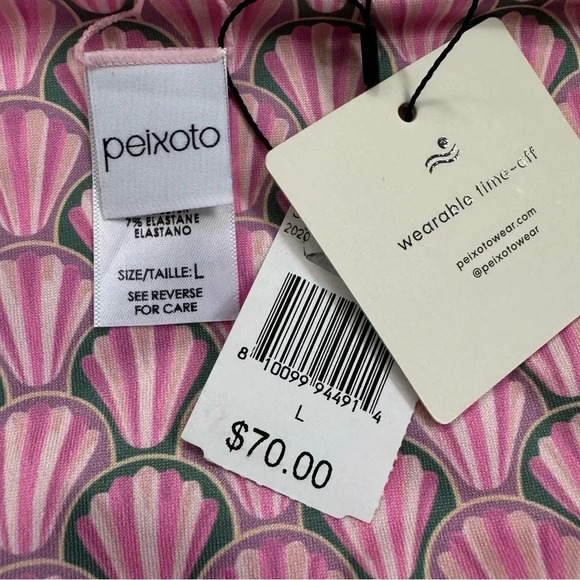 peixoto
7% ELASTANE
ELASTANO
SIZE/TAILLE: L
SEE REVERSE
FOR CARE
wearable time-off
peixotowear.com
@peixotowear
2020
8 10099 94491 4
L
$70.00